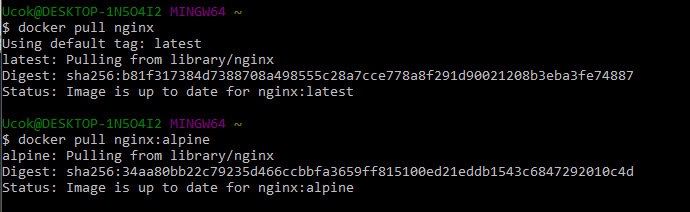 Ucok@DESKTOP-1N5O4I2 MINGW64 ~
$ docker pull nginx
Using default tag: latest
latest: Pulling from library/nginx
Digest: sha256:b81f317384d7388708a498555c28a7cce778a8f291d90021208b3eba3fe74887
Status: Image is up to date for nginx:latest
Ucok@DESKTOP-1N5O4I2 MINGW64 ~
$ docker pull nginx:alpine
alpine: Pulling from library/nginx
Digest: sha256:34aa80bb22c79235d466ccbbfa3659ff815100ed21eddb1543c6847292010c4d
Status: Image is up to date for nginx:alpine